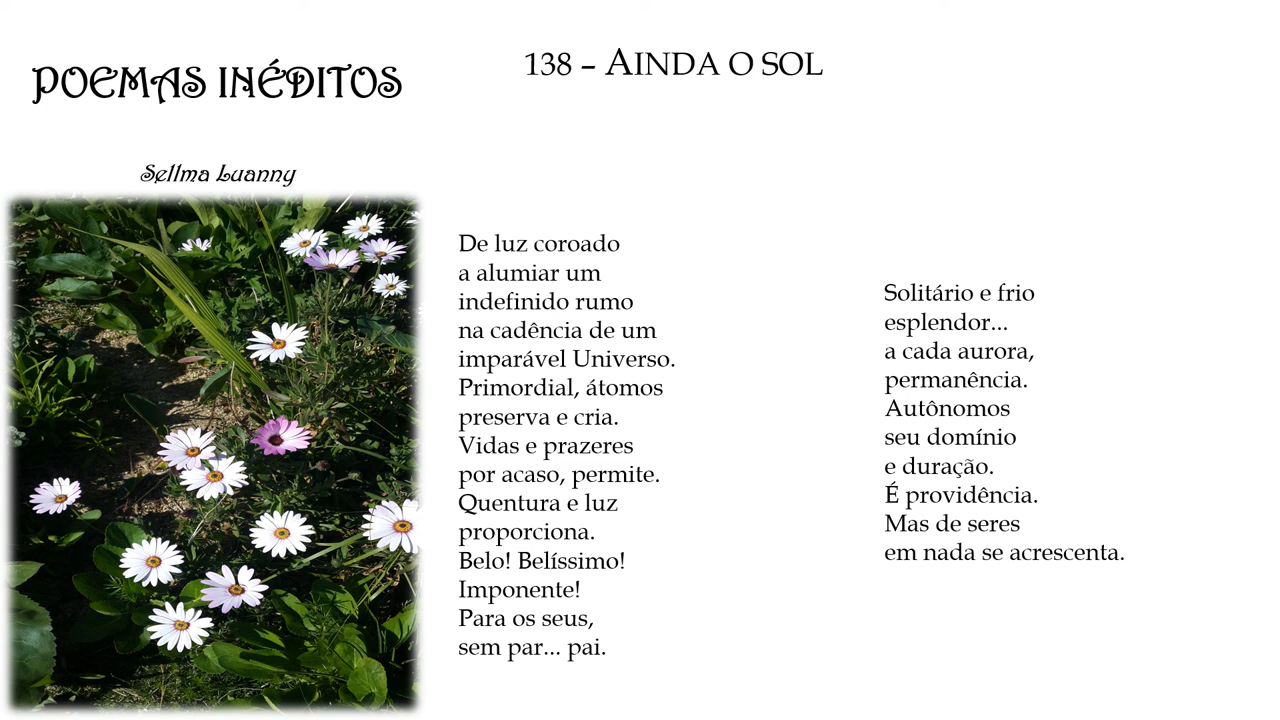 POEMAS INÉDITOS
Sellma Luanny
138 – AINDA O SOL
De luz coroado
a alumiar um
indefinido rumo
na cadência de um
imparável Universo.
Primordial, átomos
preserva e cria.
Vidas e prazeres
por acaso, permite.
Quentura e luz
proporciona.
Belo! Belíssimo!
Imponente!
Para os seus,
sem par... pai.
Solitário e frio
esplendor...
a cada aurora,
permanência.
Autônomos
seu domínio
e duração.
É providência.
Mas de seres
em nada se acrescenta.